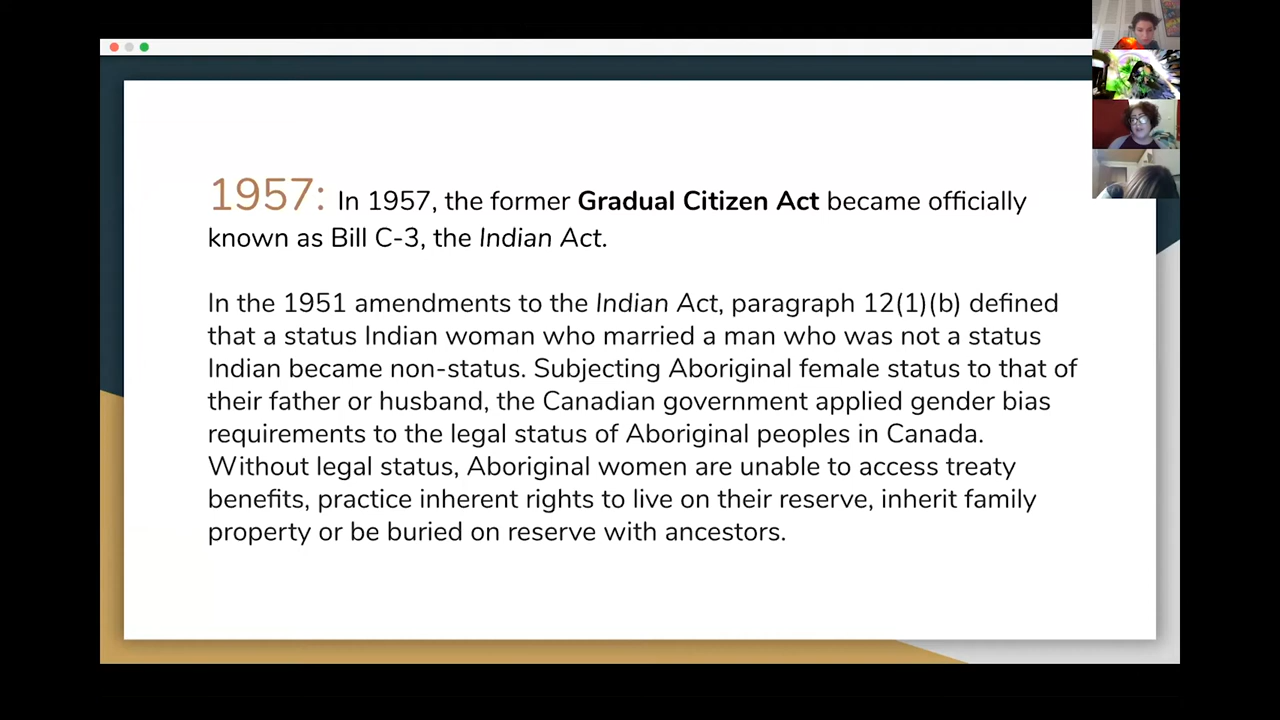 1957: In 1957, the former Gradual Citizen Act became officially
known as Bill C-3, the Indian Act.
In the 1951 amendments to the Indian Act, paragraph 12(1)(b) defined
that a status Indian woman who married a man who was not a status
Indian became non-status. Subjecting Aboriginal female status to that of
their father or husband, the Canadian government applied gender bias
requirements to the legal status of Aboriginal peoples in Canada.
Without legal status, Aboriginal women are unable to access treaty
benefits, practice inherent rights to live on their reserve, inherit family
property or be buried on reserve with ancestors.